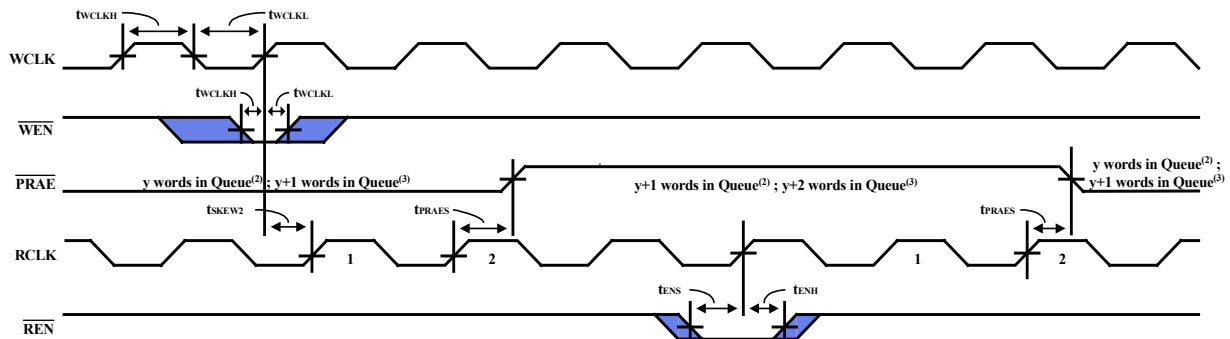 tWCLKH tWCLKL
WCLK
tWCLKH tWCLKL
WEN
PRAE
y words in Queue(2) ; y+1 words in Queue(3)
y+1 words in Queue(2) ; y+2 words in Queue(3)
y words in Queue(2) ;
y+1 words in Queue(3)
tSKEW2 tPRAES tPRAES
RCLK
1 2 1 2
tENS tENH
REN